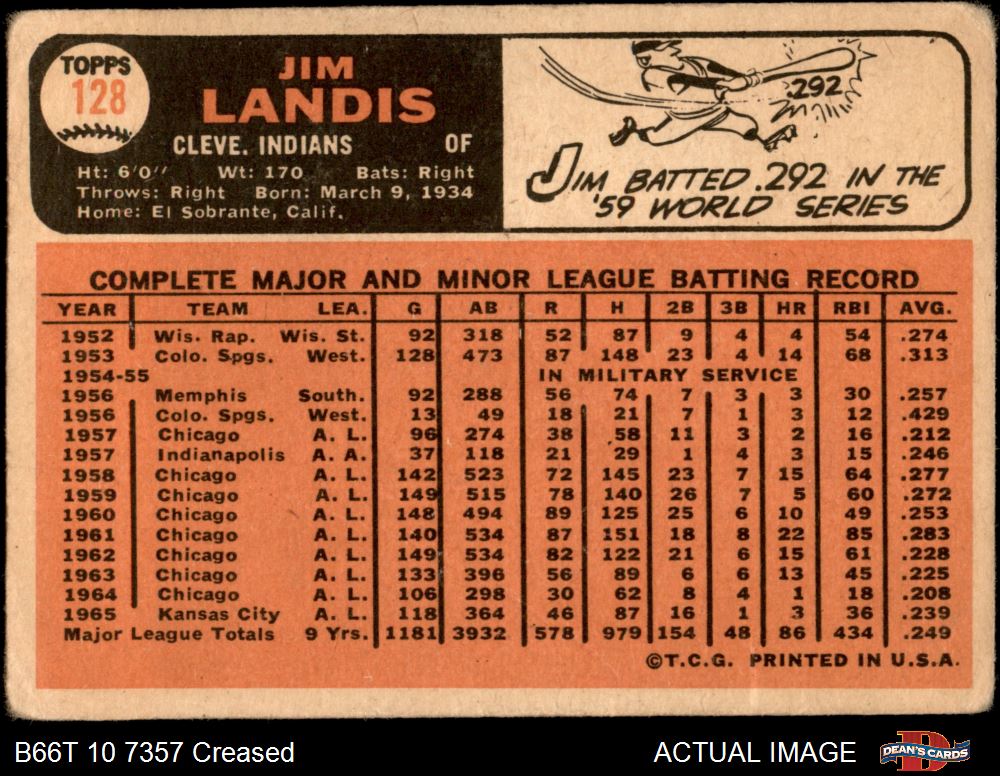 TOPPS
128
JIM
LANDIS
CLEVE. INDIANS OF
Ht: 6'0" Wt: 170 Bats: Right
Throws: Right Born: March 9, 1934
Home: El Sobrante, Calif.
.292
JIM BATTED .292 IN THE
'59 WORLD SERIES
COMPLETE MAJOR AND MINOR LEAGUE BATTING RECORD
YEAR TEAM LEA. G AB R H 2B 3B HR RBI AVG.
1952 Wis. Rap. Wis. St. 92 318 52 87 9 4 4 54 .274
1953 Colo. Spgs. West. 128 473 87 148 23 4 14 68 .313
1954-55 IN MILITARY SERVICE
1956 Memphis South. 92 288 56 74 7 3 3 30 .257
1956 Colo. Spgs. West. 13 49 18 21 7 1 3 12 .429
1957 Chicago A. L. 96 274 38 58 11 3 2 16 .212
1957 Indianapolis A. A. 37 118 21 29 1 4 3 15 .246
1958 Chicago A. L. 142 523 72 145 23 7 15 64 .277
1959 Chicago A. L. 149 515 78 140 26 7 5 60 .272
1960 Chicago A. L. 148 494 89 125 25 6 10 49 .253
1961 Chicago A. L. 140 534 87 151 18 8 22 85 .283
1962 Chicago A. L. 149 534 82 122 21 6 15 61 .228
1963 Chicago A. L. 133 396 56 89 6 6 13 45 .225
1964 Chicago A. L. 106 298 30 62 8 4 1 18 .208
1965 Kansas City A. L. 118 364 46 87 16 1 3 36 .239
Major League Totals 9 Yrs. 1181 3932 578 979 154 48 86 434 .249
©T.C.G. PRINTED IN U.S.A.
B66T 10 7357 Creased ACTUAL IMAGE DEAN'S CARDS